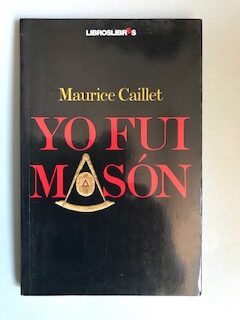 LIBROSLIBRES
Maurice Caillet
YO FUI
MASÓN